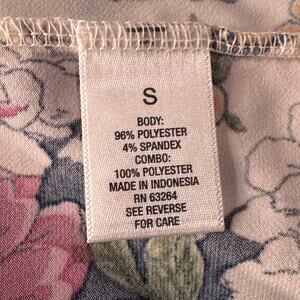 S
BODY:
96% POLYESTER
4% SPANDEX
COMBO:
100% POLYESTER
MADE IN INDONESIA
RN 63264
SEE REVERSE
FOR CARE